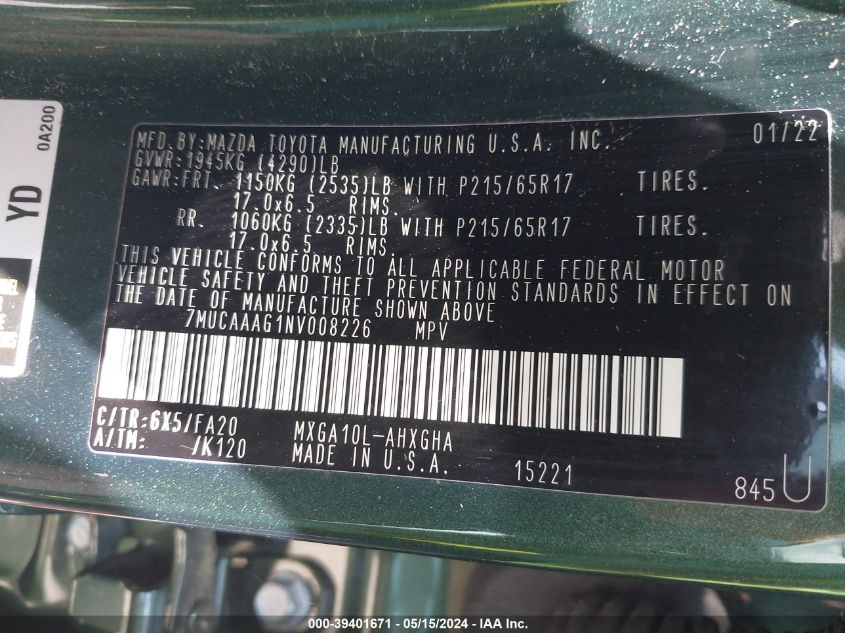 0A200
YD
MFD.BY:MAZDA TOYOTA MANUFACTURING U.S.A. INC. 01/22
GVWR:1945KG (4290)LB
GAWR:FRT. 1150KG (2535)LB WITH P215/65R17 TIRES.
17.0x6.5 RIMS.
RR. 1060KG (2335)LB WITH P215/65R17 TIRES.
17.0x6.5 RIMS.
THIS VEHICLE CONFORMS TO ALL APPLICABLE FEDERAL MOTOR
VEHICLE SAFETY AND THEFT PREVENTION STANDARDS IN EFFECT ON
THE DATE OF MANUFACTURE SHOWN ABOVE
7MUCAAAG1NV008226 MPV
C/TR:6X5/FA20 MXGA10L-AHXGHA
A/TM: /K120 MADE IN U.S.A. 15221
845U
000-39401671 - 05/15/2024 - IAA Inc.